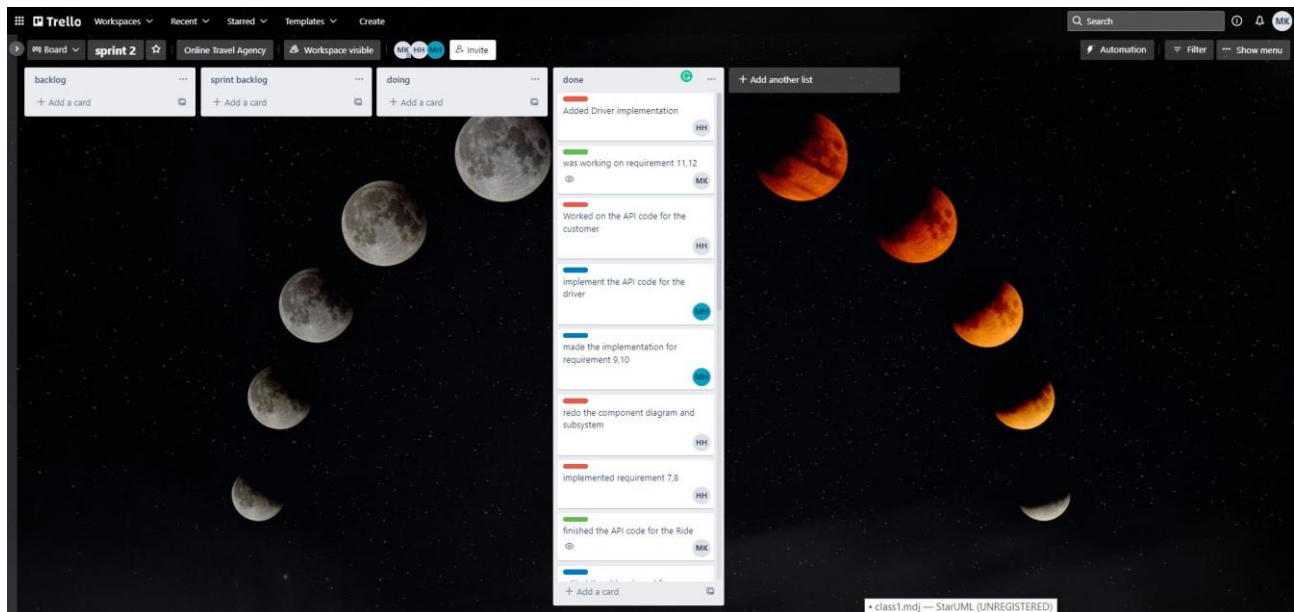 Trello Workspaces Recent Starred Templates Create Search MK
Board sprint 2 Online Travel Agency Workspace visible MK HH MH Invite Automation Filter ... Show menu
backlog ...
+ Add a card
sprint backlog ...
+ Add a card
doing ...
+ Add a card
done ...
Added Driver implementation
HH
was working on requirement 11,12
MK
Worked on the API code for the
customer
HH
implement the API code for the
driver
MH
made the implementation for
requirement 9,10
MH
redo the component diagram and
subsystem
HH
implemented requirement 7,8
HH
finished the API code for the Ride
MK
+ Add a card
+ Add another list
• class1.mdj — StarUML (UNREGISTERED)